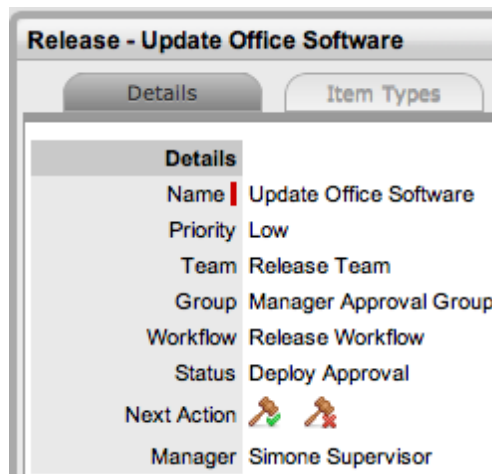 Release - Update Office Software
Details Item Types
Details
Name Update Office Software
Priority Low
Team Release Team
Group Manager Approval Group
Workflow Release Workflow
Status Deploy Approval
Next Action
Manager Simone Supervisor